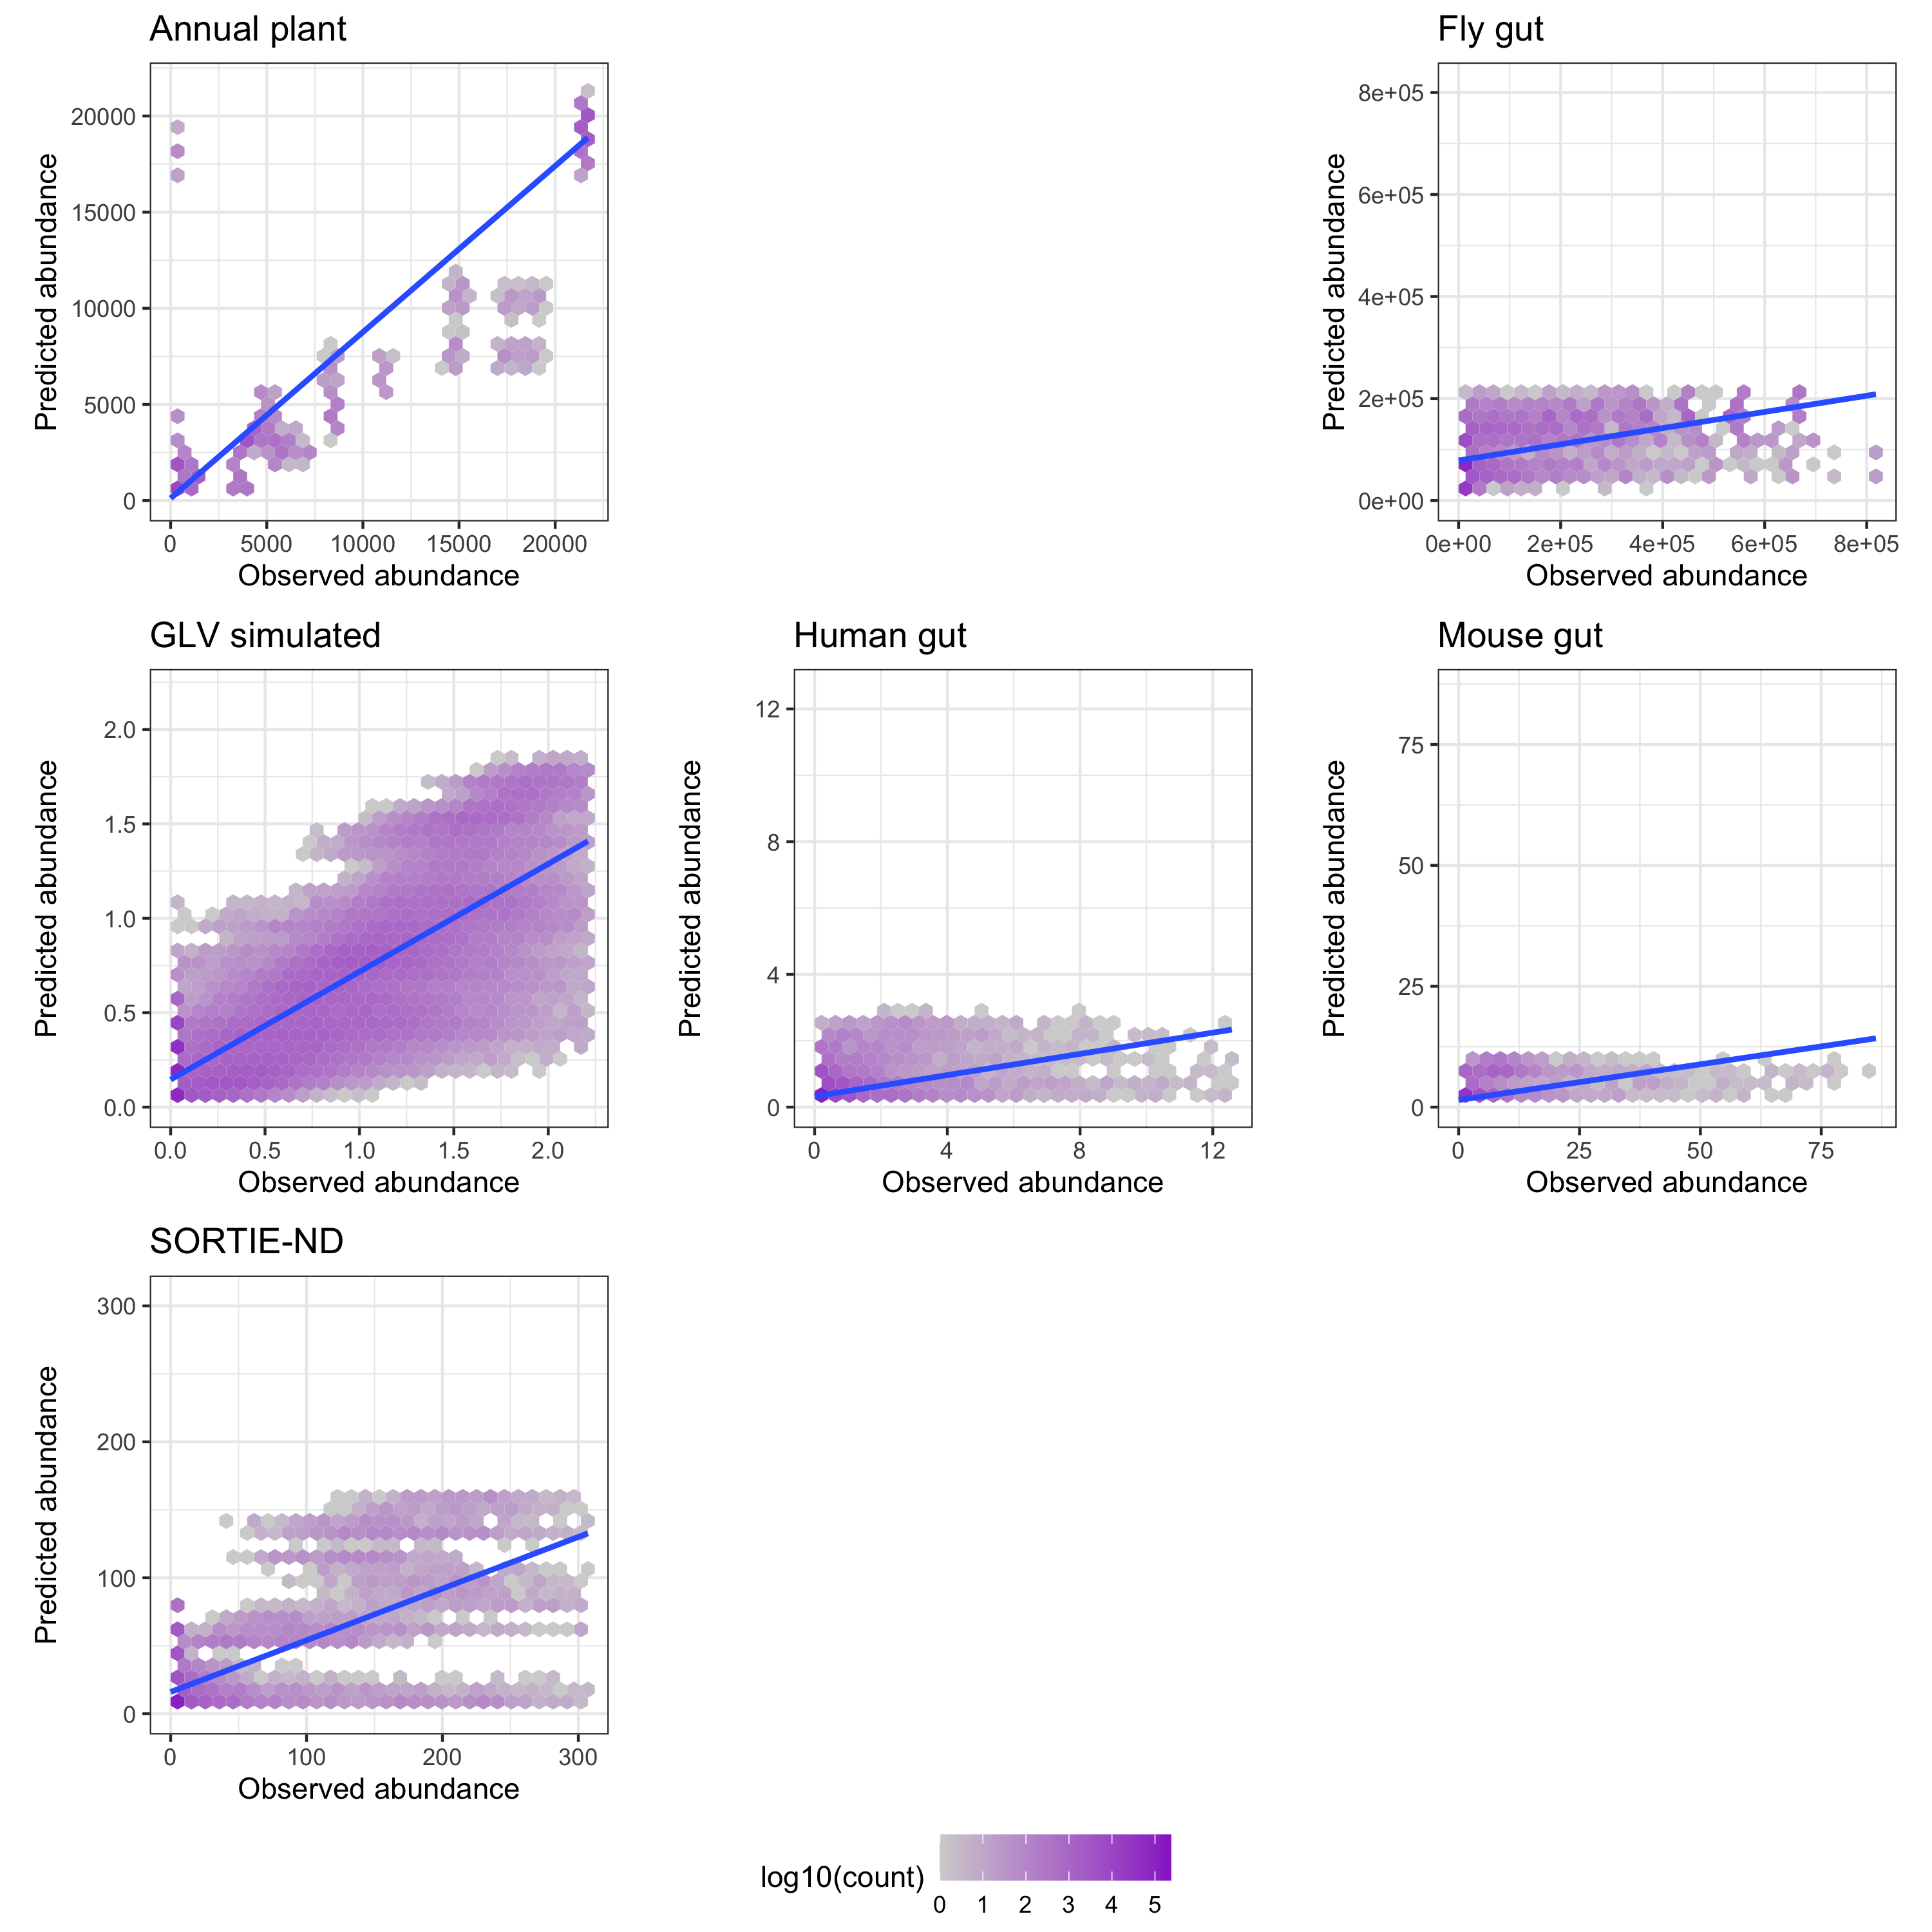 Annual plant
Predicted abundance
20000
15000
10000
5000
0
0 5000 10000 15000 20000
Observed abundance
Fly gut
Predicted abundance
8e+05
6e+05
4e+05
2e+05
0e+00
0e+00 2e+05 4e+05 6e+05 8e+05
Observed abundance
GLV simulated
Predicted abundance
2.0
1.5
1.0
0.5
0.0
0.0 0.5 1.0 1.5 2.0
Observed abundance
Human gut
Predicted abundance
12
8
4
0
0 4 8 12
Observed abundance
Mouse gut
Predicted abundance
75
50
25
0
0 25 50 75
Observed abundance
SORTIE-ND
Predicted abundance
300
200
100
0
0 100 200 300
Observed abundance
log10(count)
0 1 2 3 4 5